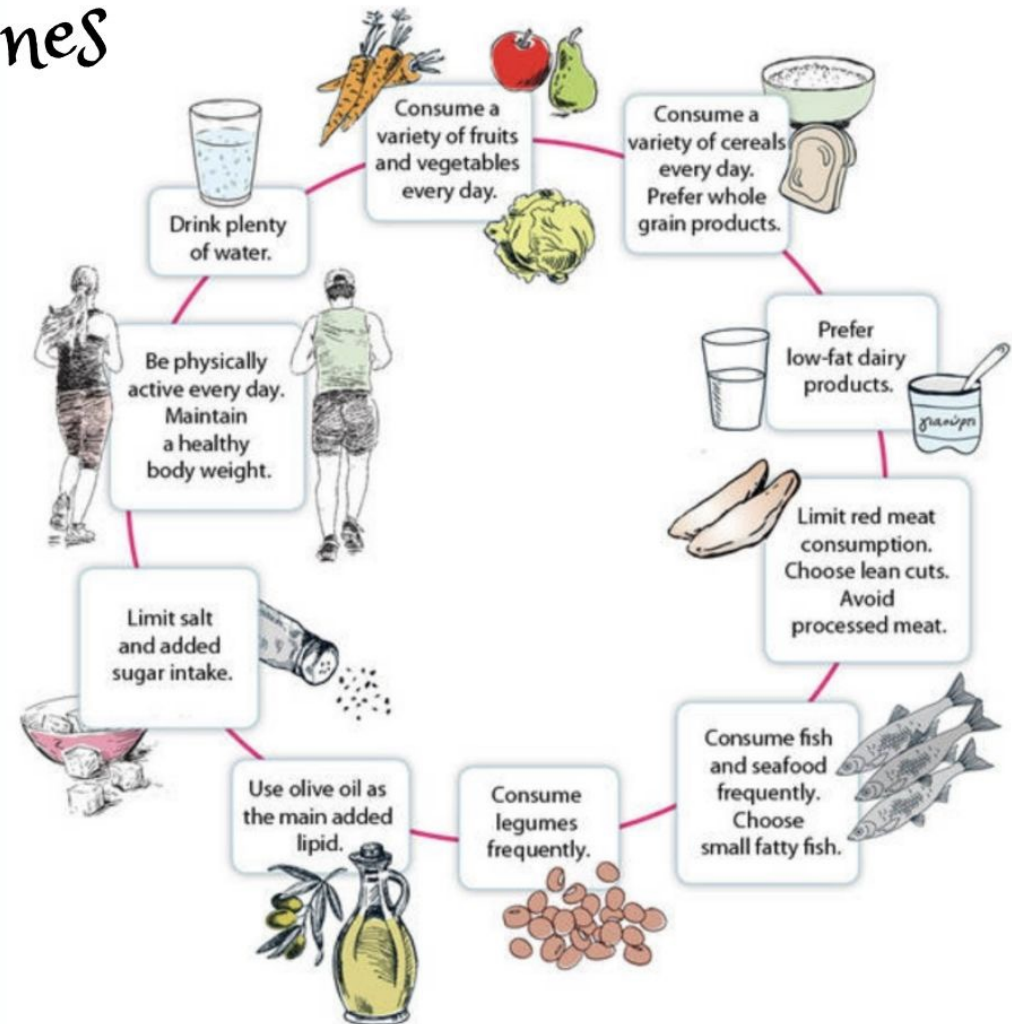 nes
Consume a
variety of fruits
and vegetables
every day.
Consume a
variety of cereals
every day.
Prefer whole
grain products.
Prefer
low-fat dairy
products.
γιαούρτι
Limit red meat
consumption.
Choose lean cuts.
Avoid
processed meat.
Consume fish
and seafood
frequently.
Choose
small fatty fish.
Consume
legumes
frequently.
Use olive oil as
the main added
lipid.
Limit salt
and added
sugar intake.
Be physically
active every day.
Maintain
a healthy
body weight.
Drink plenty
of water.